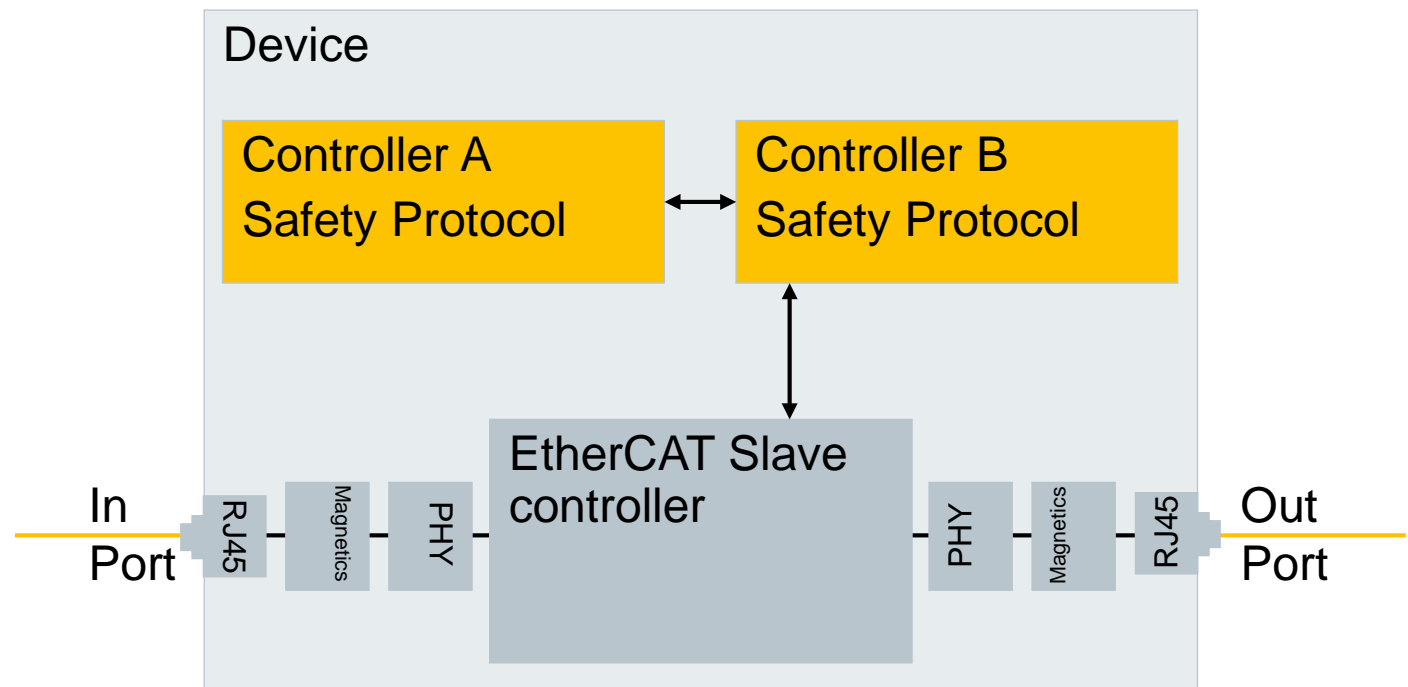 Device
Controller A
Safety Protocol
Controller B
Safety Protocol
EtherCAT Slave
controller
In
Port
RJ45
Magnetics
PHY
PHY
Magnetics
RJ45
Out
Port